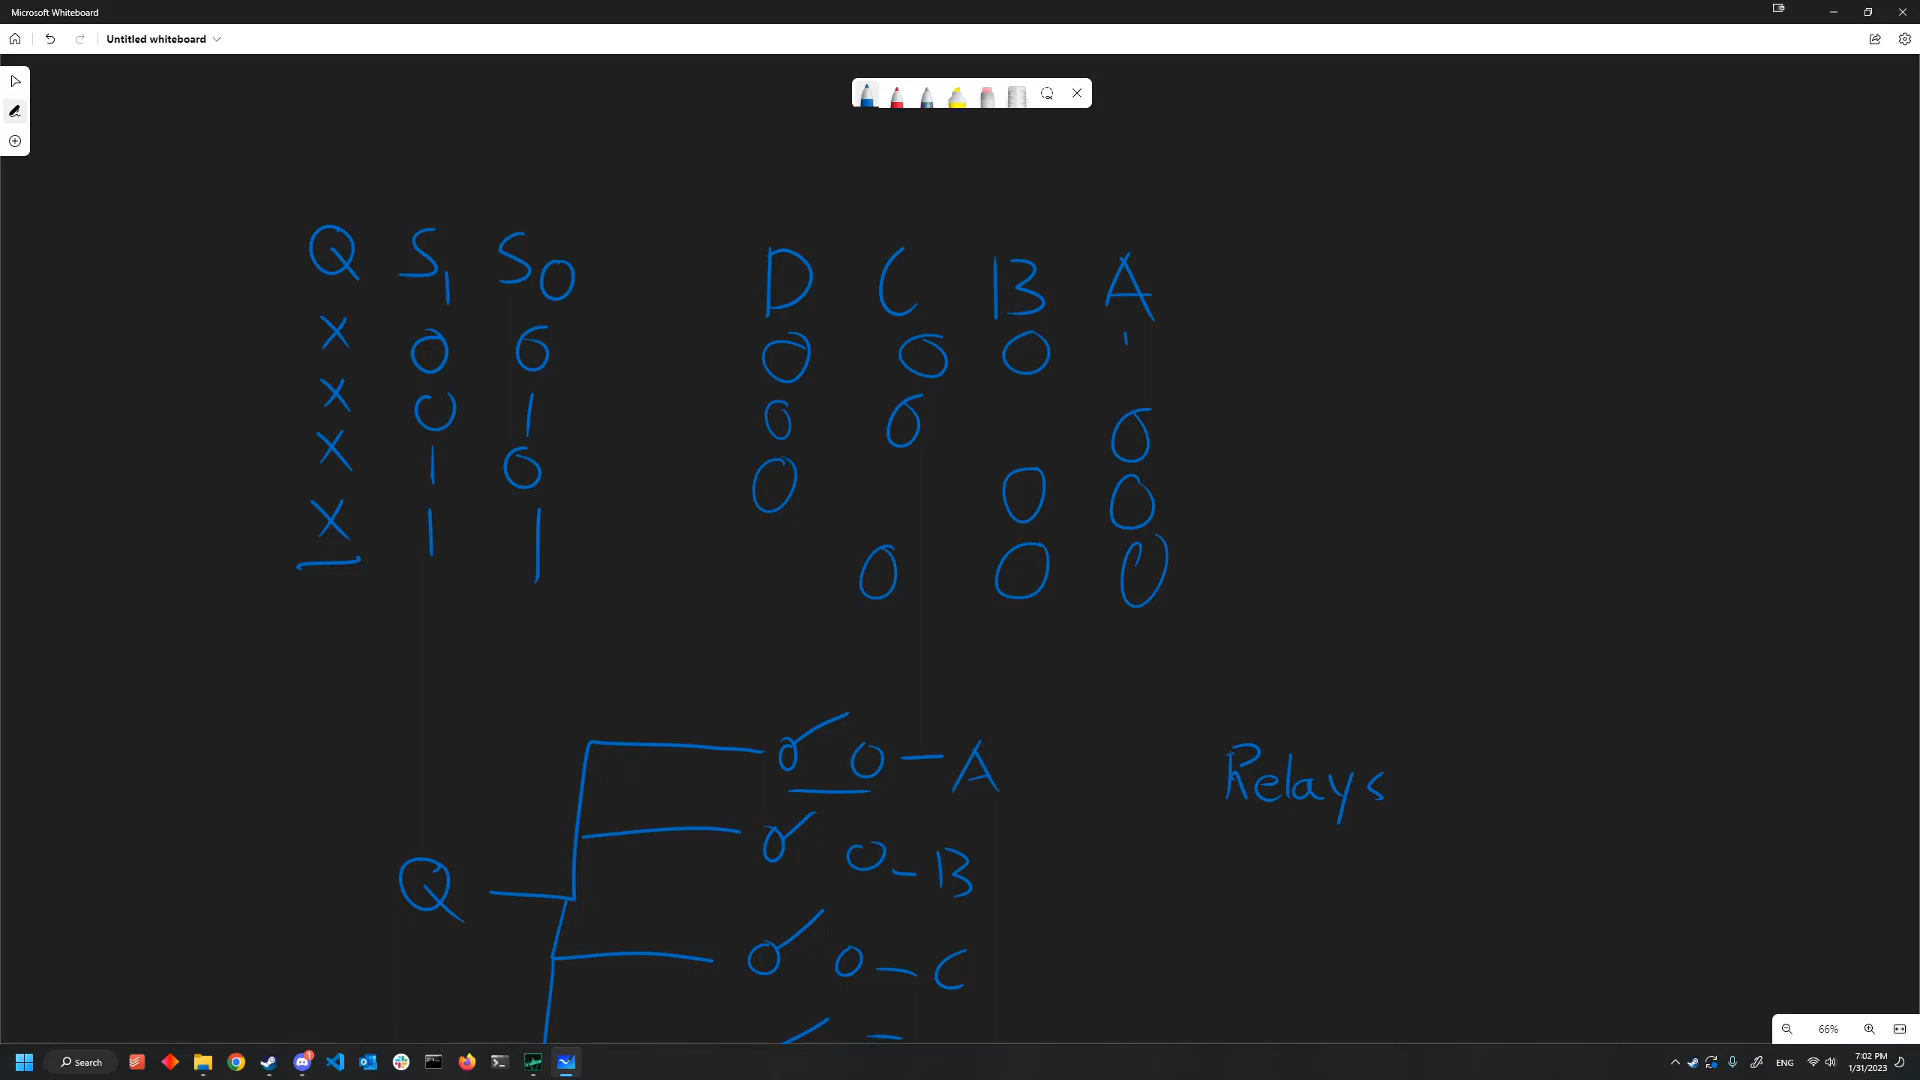 Microsoft Whiteboard
Untitled whiteboard
Q S1 S0 D C B A
X 0 0 0 0 0 '
X 0 1 0 0 0
X 1 0 0 0 0
X 1 1 0 0 0
A
Relays
B
Q
C
66%
Search
1
ENG
7:02 PM
1/31/2023